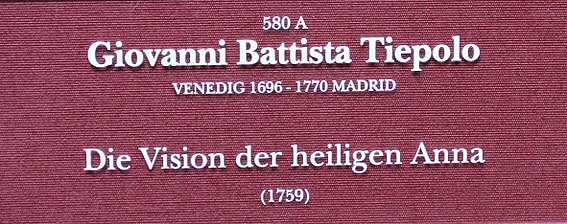 580 A
Giovanni Battista Tiepolo
VENEDIG 1696 - 1770 MADRID
Die Vision der heiligen Anna
(1759)